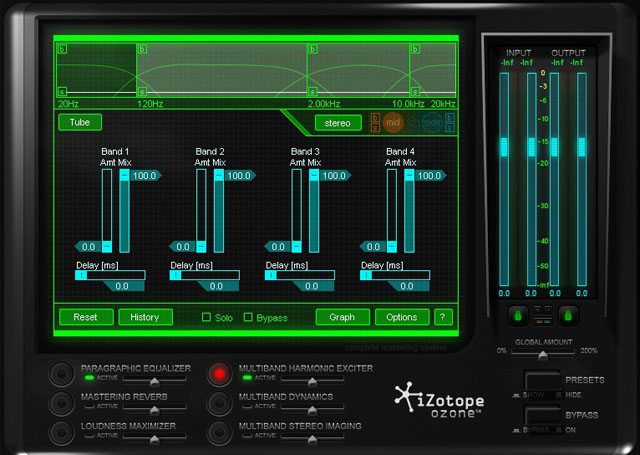 INPUT OUTPUT
-Inf -Inf -Inf -Inf
b b b b
s s s s
20Hz 120Hz 2.00kHz 10.0kHz 20kHz
Tube stereo b s mid side b s
Band 1 Band 2 Band 3 Band 4
Amt Mix Amt Mix Amt Mix Amt Mix
100.0 100.0 100.0 100.0
0.0 0.0 0.0 0.0
Delay [ms] Delay [ms] Delay [ms] Delay [ms]
0.0 0.0 0.0 0.0
0
-3
-6
-10
-15
-20
-30
-40
-50
-Inf
0.0 0.0 0.0 0.0
Reset History Solo Bypass Graph Options ?
complete mastering system
GLOBAL AMOUNT
0% 200%
PARAGRAPHIC EQUALIZER
ACTIVE
MASTERING REVERB
ACTIVE
LOUDNESS MAXIMIZER
ACTIVE
MULTIBAND HARMONIC EXCITER
ACTIVE
MULTIBAND DYNAMICS
ACTIVE
MULTIBAND STEREO IMAGING
ACTIVE
iZotope
ozone
PRESETS
SHOW HIDE
BYPASS
BYPASS ON